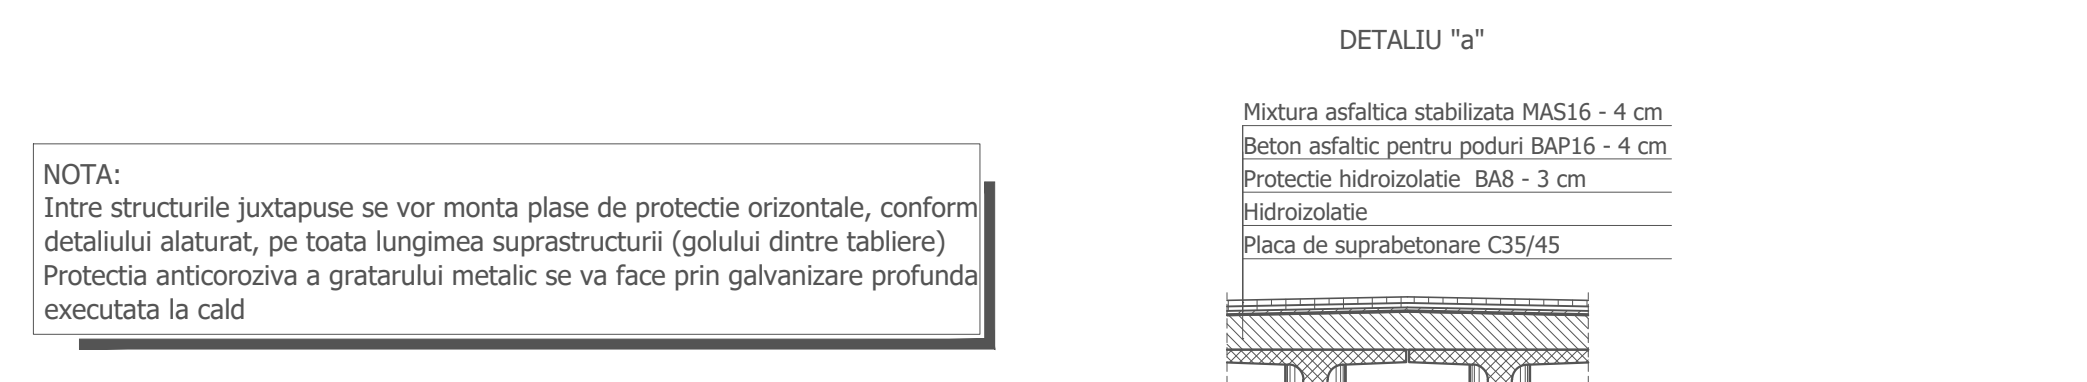 DETALIU "a"
Mixtura asfaltica stabilizata MAS16 - 4 cm
Beton asfaltic pentru poduri BAP16 - 4 cm
Protectie hidroizolatie  BA8 - 3 cm
Hidroizolatie
Placa de suprabetonare C35/45
NOTA:
Intre structurile juxtapuse se vor monta plase de protectie orizontale, conform
detaliului alaturat, pe toata lungimea suprastructurii (golului dintre tabliere)
Protectia anticoroziva a gratarului metalic se va face prin galvanizare profunda
executata la cald